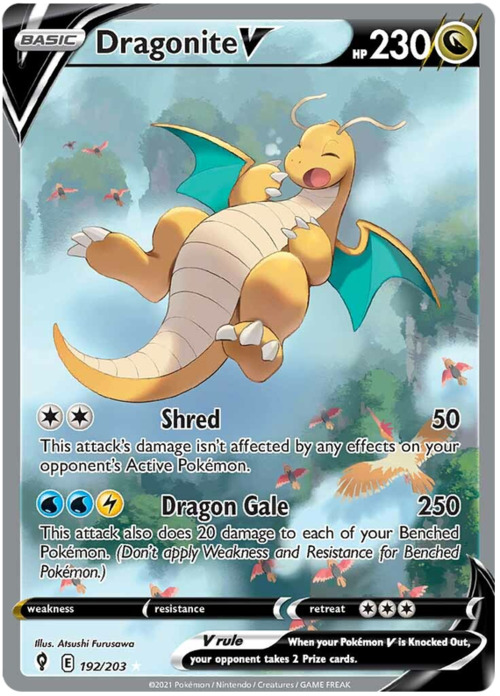 BASIC Dragonite V HP 230
Shred 50
This attack's damage isn't affected by any effects on your
opponent's Active Pokémon.
Dragon Gale 250
This attack also does 20 damage to each of your Benched
Pokémon. (Don't apply Weakness and Resistance for Benched
Pokémon.)
weakness resistance retreat
Illus. Atsushi Furusawa
E 192/203
V rule When your Pokémon V is Knocked Out,
your opponent takes 2 Prize cards.
©2021 Pokémon / Nintendo / Creatures / GAME FREAK